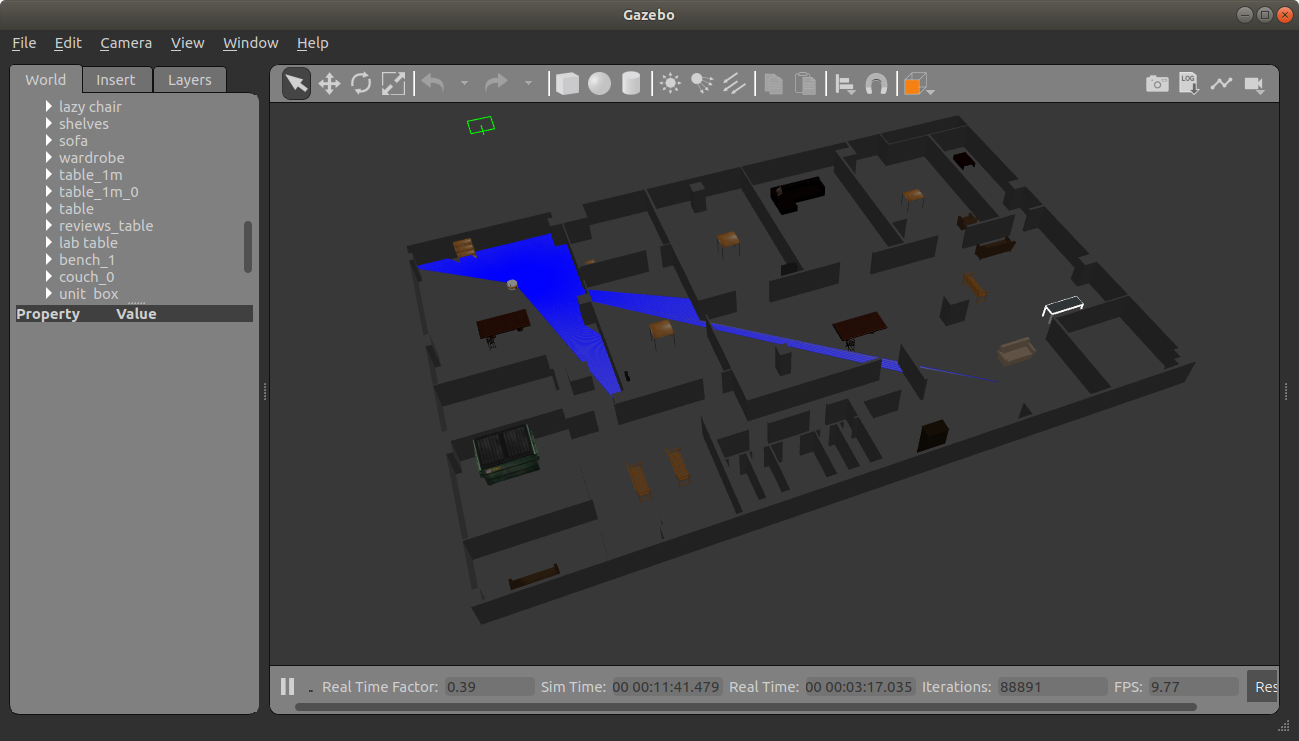 Gazebo
File Edit Camera View Window Help
World Insert Layers
lazy chair
shelves
sofa
wardrobe
table_1m
table_1m_0
table
reviews_table
lab table
bench_1
couch_0
unit_box
Property Value
LOG
Real Time Factor: 0.39 Sim Time: 00 00:11:41.479 Real Time: 00 00:03:17.035 Iterations: 88891 FPS: 9.77 Res